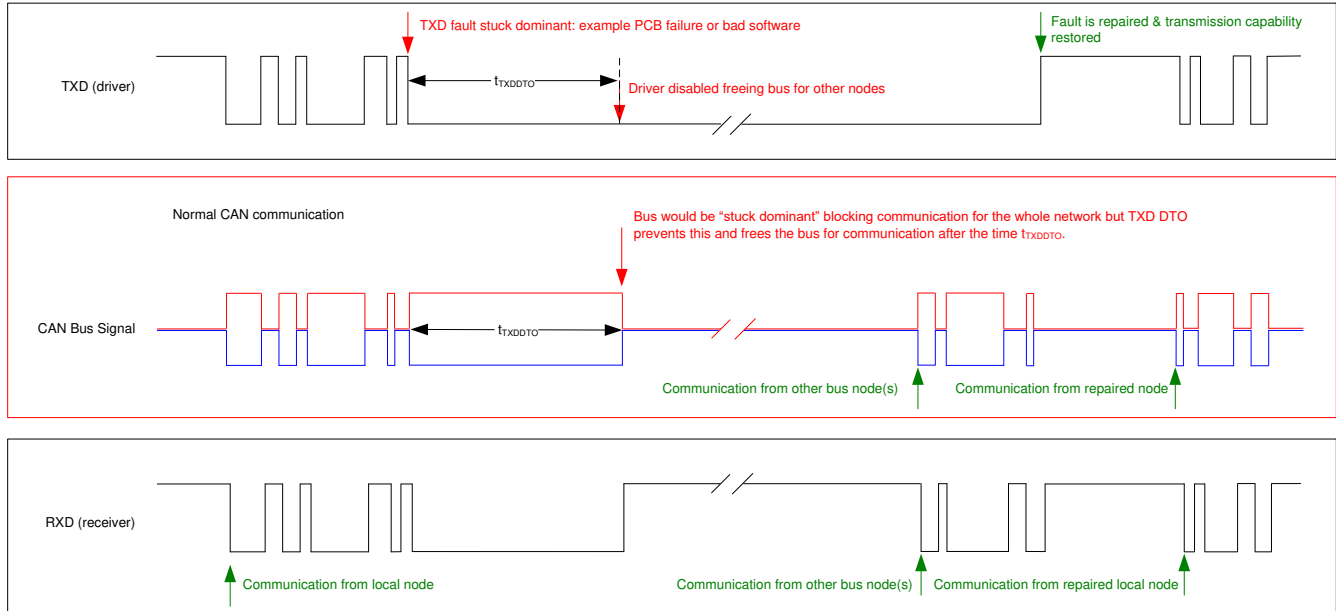 TXD fault stuck dominant: example PCB failure or bad software
Fault is repaired & transmission capability
restored
TXD (driver)
tTXDDTO
Driver disabled freeing bus for other nodes
Normal CAN communication
Bus would be “stuck dominant” blocking communication for the whole network but TXD DTO
prevents this and frees the bus for communication after the time tTXDDTO.
CAN Bus Signal
tTXDDTO
Communication from other bus node(s)
Communication from repaired node
RXD (receiver)
Communication from local node
Communication from other bus node(s)
Communication from repaired local node